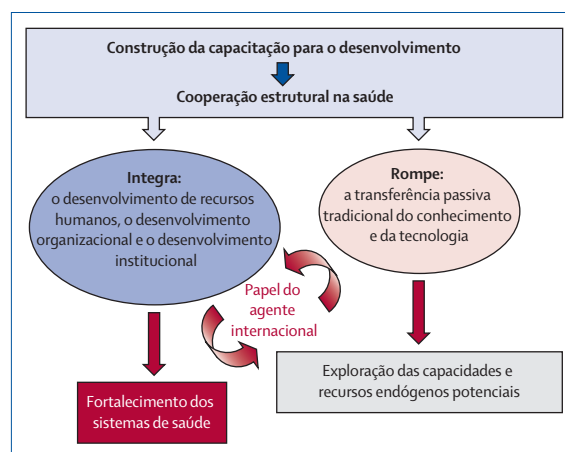 Construção da capacitação para o desenvolvimento
Cooperação estrutural na saúde
Integra:
o desenvolvimento de recursos
humanos, o desenvolvimento
organizacional e o desenvolvimento
institucional
Rompe:
a transferência passiva
tradicional do conhecimento
e da tecnologia
Papel do
agente
internacional
Fortalecimento dos
sistemas de saúde
Exploração das capacidades e
recursos endógenos potenciais